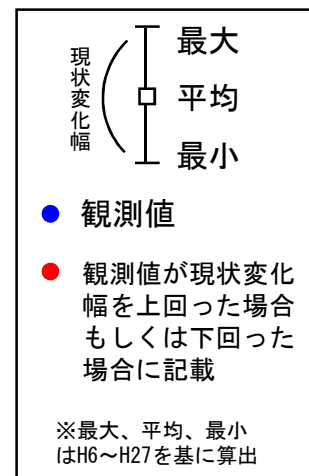 現状変化幅
最大
平均
最小
観測値
観測値が現状変化
幅を上回った場合
もしくは下回った
場合に記載
※最大、平均、最小
はH6～H27を基に算出